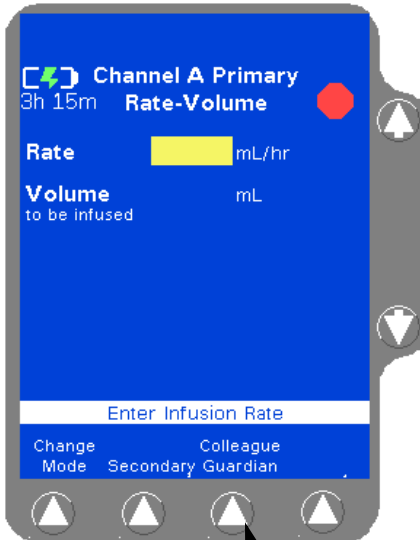 Channel A Primary
3h 15m Rate-Volume
Rate mL/hr
Volume mL
to be infused
Enter Infusion Rate
Change Colleague
Mode Secondary Guardian